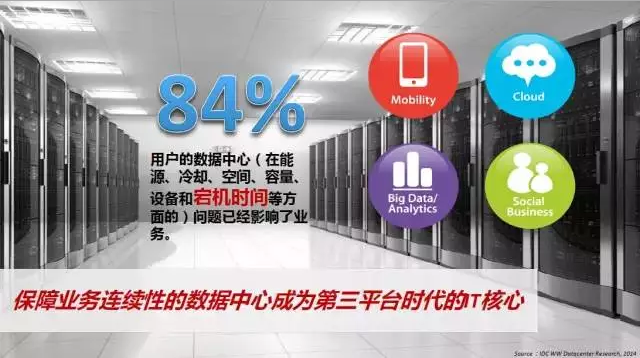 84%
用户的数据中心（在能
源、冷却、空间、容量、
设备和宕机时间等方
面的）问题已经影响了业
务。
Mobility
Cloud
Big Data/
Analytics
Social
Business
保障业务连续性的数据中心成为第三平台时代的IT核心
Source ：IDC WW Datacenter Research, 2014